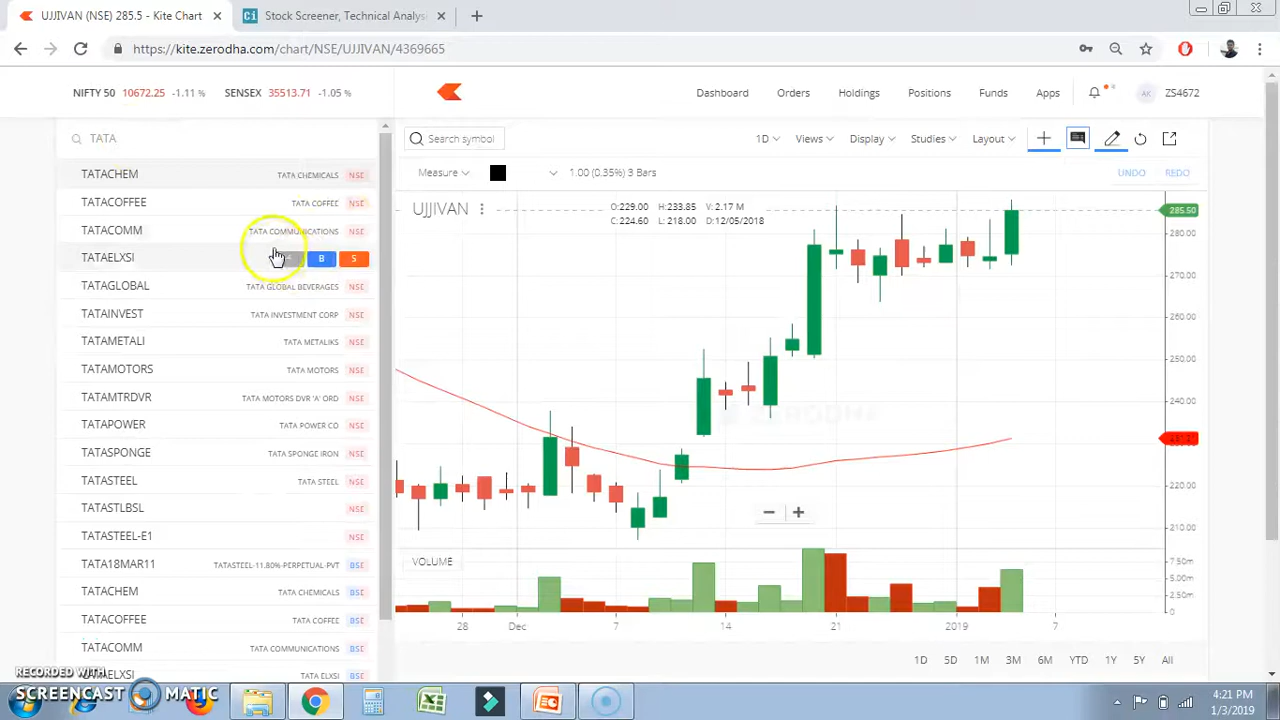 UJJIVAN (NSE) 285.5 - Kite Chart × Stock Screener, Technical Analys × +
https://kite.zerodha.com/chart/NSE/UJJIVAN/4369665
NIFTY 50 10672.25 -1.11 % SENSEX 35513.71 -1.05 % Dashboard Orders Holdings Positions Funds Apps AK ZS4672
TATA
Search symbol 1D Views Display Studies Layout
Measure 1.00 (0.35%) 3 Bars UNDO REDO
TATACHEM TATA CHEMICALS NSE
TATACOFFEE TATA COFFEE NSE
TATACOMM TATA COMMUNICATIONS NSE
TATAELXSI B S
TATAGLOBAL TATA GLOBAL BEVERAGES NSE
TATAINVEST TATA INVESTMENT CORP NSE
TATAMETALI TATA METALIKS NSE
TATAMOTORS TATA MOTORS NSE
TATAMTRDVR TATA MOTORS DVR 'A' ORD NSE
TATAPOWER TATA POWER CO NSE
TATASPONGE TATA SPONGE IRON NSE
TATASTEEL TATA STEEL NSE
TATASTLBSL NSE
TATASTEEL-E1 NSE
TATA18MAR11 TATASTEEL-11.80%-PERPETUAL-PVT BSE
TATACHEM TATA CHEMICALS BSE
TATACOFFEE TATA COFFEE BSE
TATACOMM TATA COMMUNICATIONS BSE
TATA ELXSI BSE
UJJIVAN
O:229.00 H:233.85 V:2.17 M
C:224.60 L:218.00 D:12/05/2018
285.50
280.00
270.00
260.00
250.00
240.00
220.00
210.00
ZERODHA
VOLUME
7.50m
5.00m
2.50m
0
28 Dec 7 14 21 2019 7
1D 5D 1M 3M 6M YTD 1Y 5Y All
RECORDED WITH
SCREENCAST MATIC
4:21 PM
1/3/2019